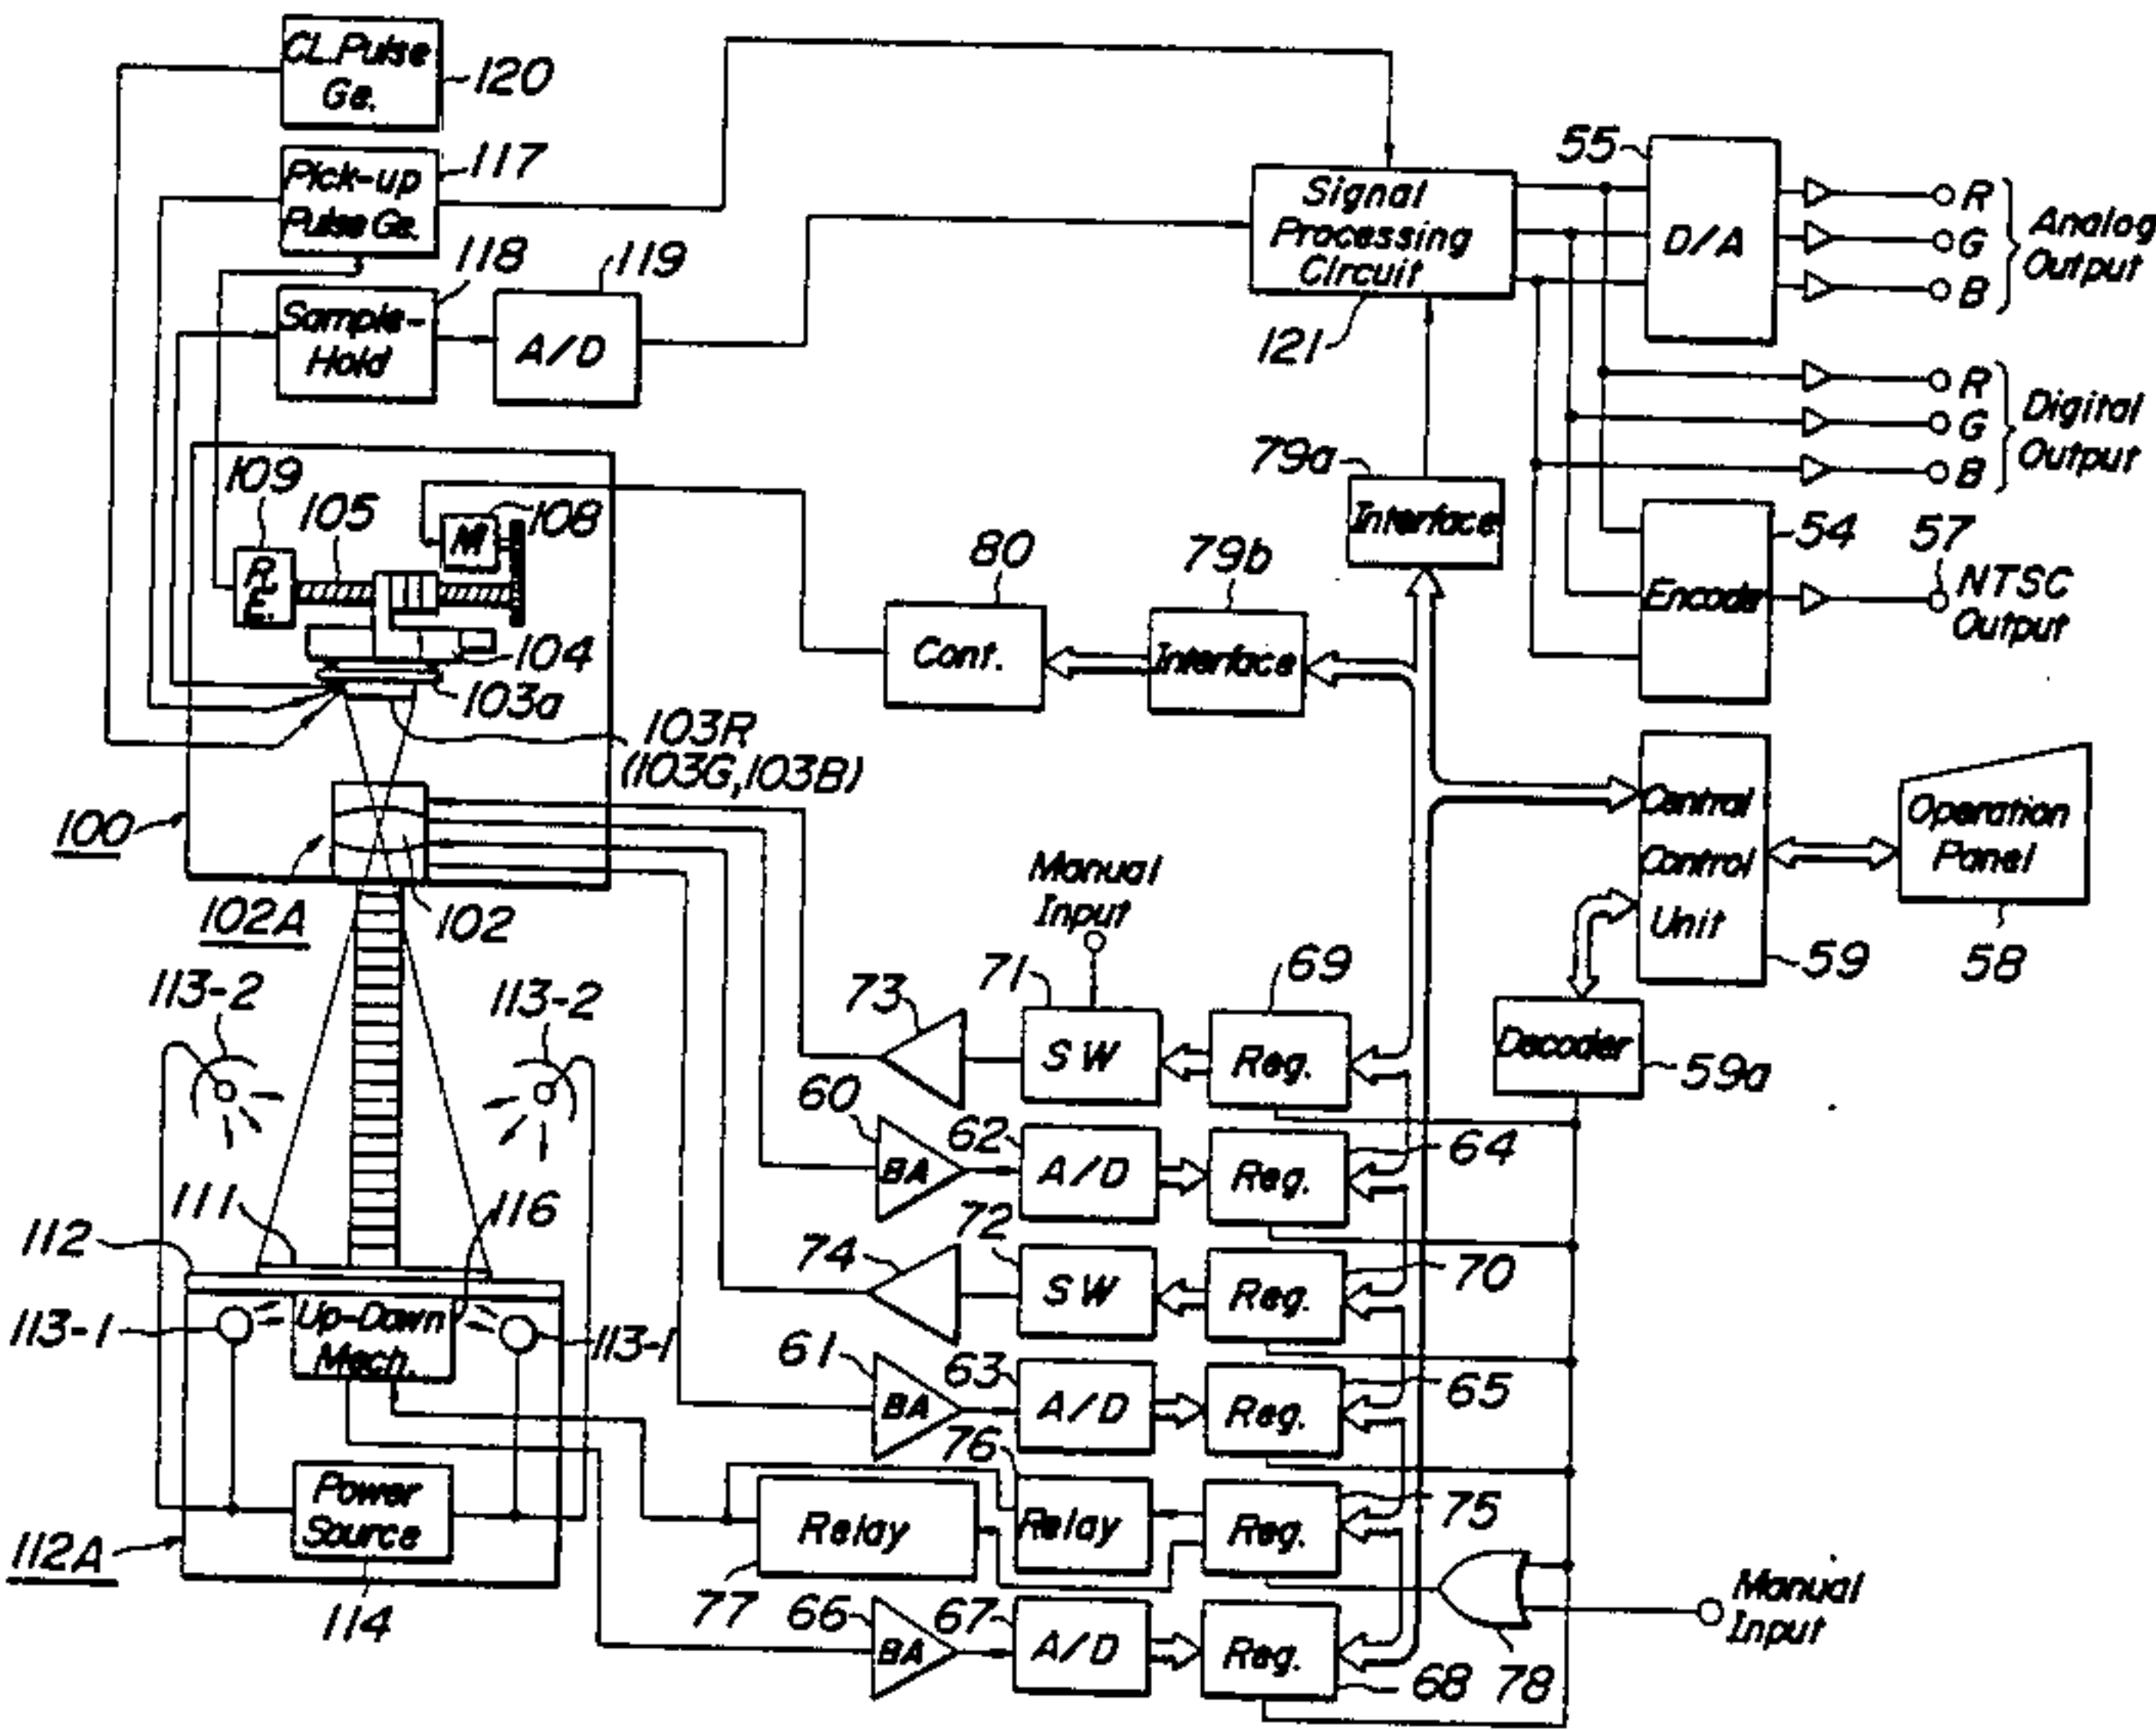 CL.Pulse
Ge.
120
Pick-up
Pulse Ge.
117
Sample-
Hold
118
A/D
119
Signal
Processing
Circuit
121
55
D/A
R
G
B
Analog
Output
R
G
B
Digital
Output
79a
Interface
54
Encoder
57
NTSC
Output
109
R.
E.
105
M
108
104
103a
103R
(103G,103B)
80
Cont.
79b
Interface
100
102A
102
Central
Control
Unit
59
Operation
Panel
58
Decoder
59a
Manual
Input
113-2
113-2
73
71
SW
69
Reg.
60
BA
62
A/D
64
Reg.
111
116
112
74
72
SW
70
Reg.
113-1
Up-Down
Mech.
113-1
61
BA
63
A/D
65
Reg.
76
Relay
Relay
77
75
Reg.
Power
Source
114
112A
66
BA
67
A/D
68
Reg.
78
Manual
Input